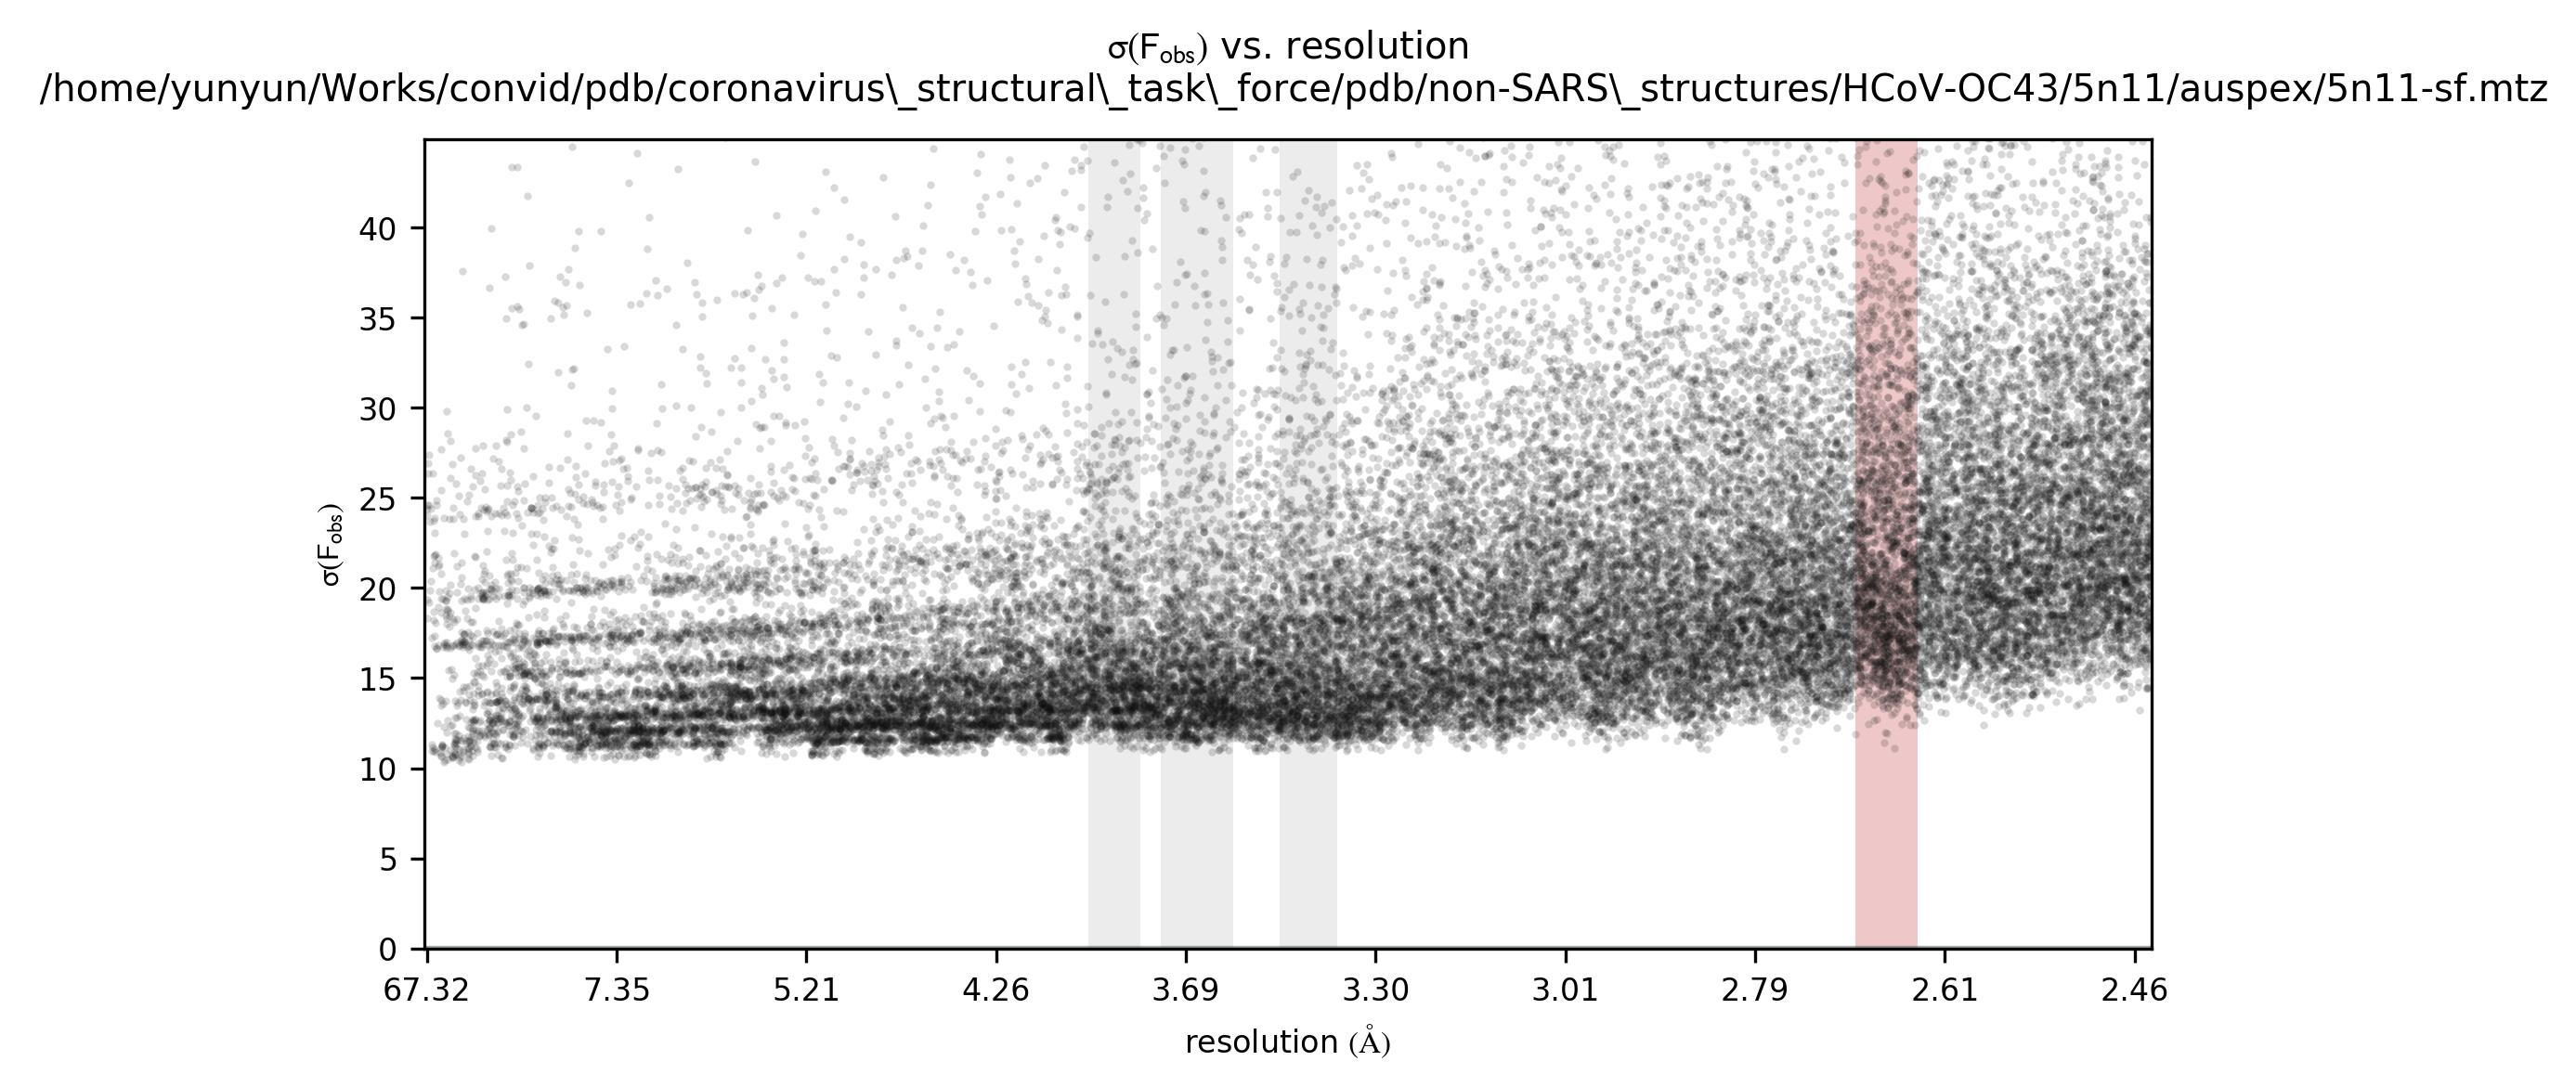 σ(Fobs) vs. resolution
/home/yunyun/Works/convid/pdb/coronavirus\_structural\_task\_force/pdb/non-SARS\_structures/HCoV-OC43/5n11/auspex/5n11-sf.mtz
40
35
30
25
20
15
10
5
0
σ(Fobs)
67.32 7.35 5.21 4.26 3.69 3.30 3.01 2.79 2.61 2.46
resolution (Å)